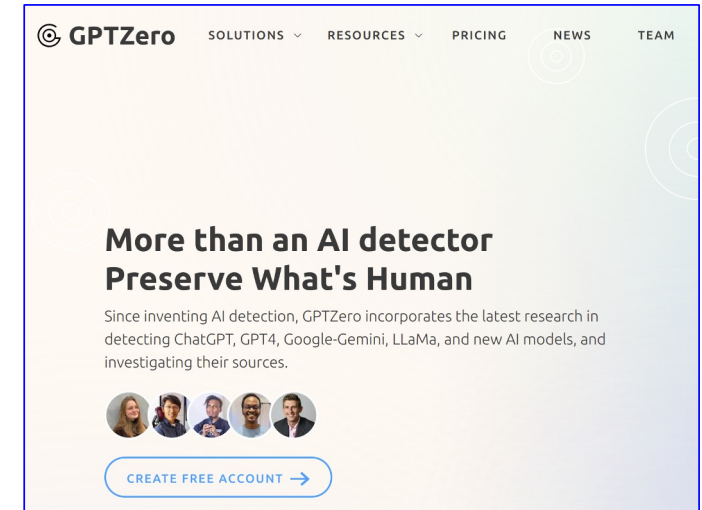 GPTZero SOLUTIONS RESOURCES PRICING NEWS TEAM
More than an AI detector
Preserve What's Human
Since inventing AI detection, GPTZero incorporates the latest research in
detecting ChatGPT, GPT4, Google-Gemini, LLaMa, and new AI models, and
investigating their sources.
CREATE FREE ACCOUNT